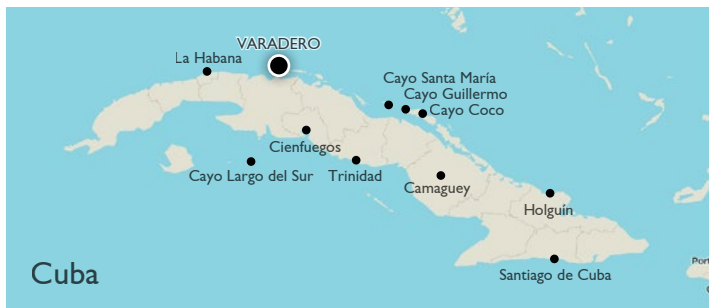 VARADERO
La Habana
Cayo Santa María
Cayo Guillermo
Cayo Coco
Cienfuegos
Cayo Largo del Sur
Trinidad
Camaguey
Holguín
Santiago de Cuba
Cuba
Port